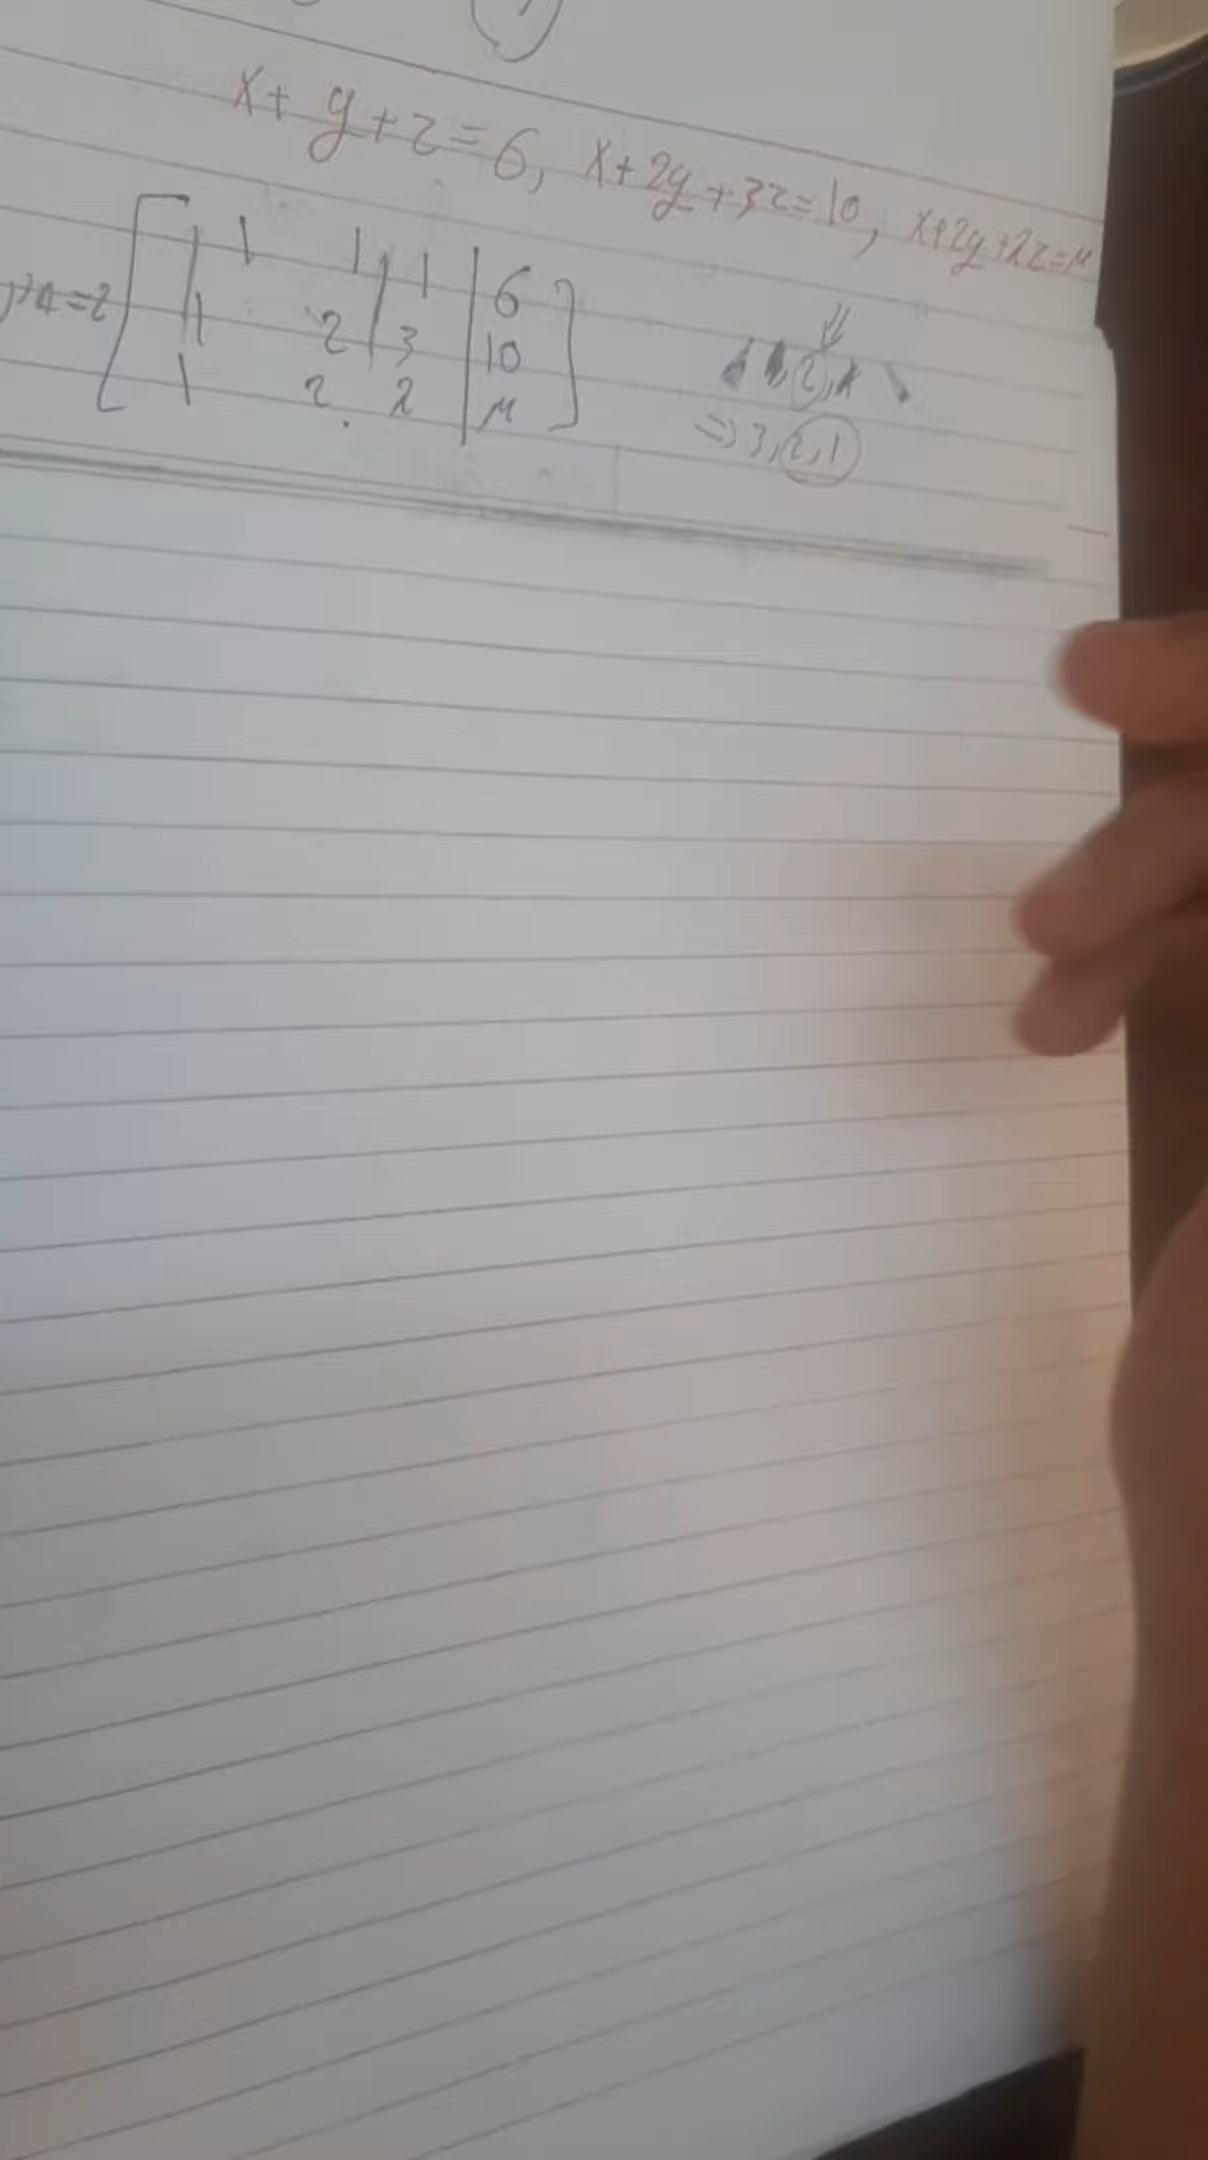 x + y + z = 6, x + 2y + 3z = 10, x + 2y + λz = μ
1 1 1 | 6
1 2 3 | 10
1 2 λ | μ
⇒ 3, 2, 1